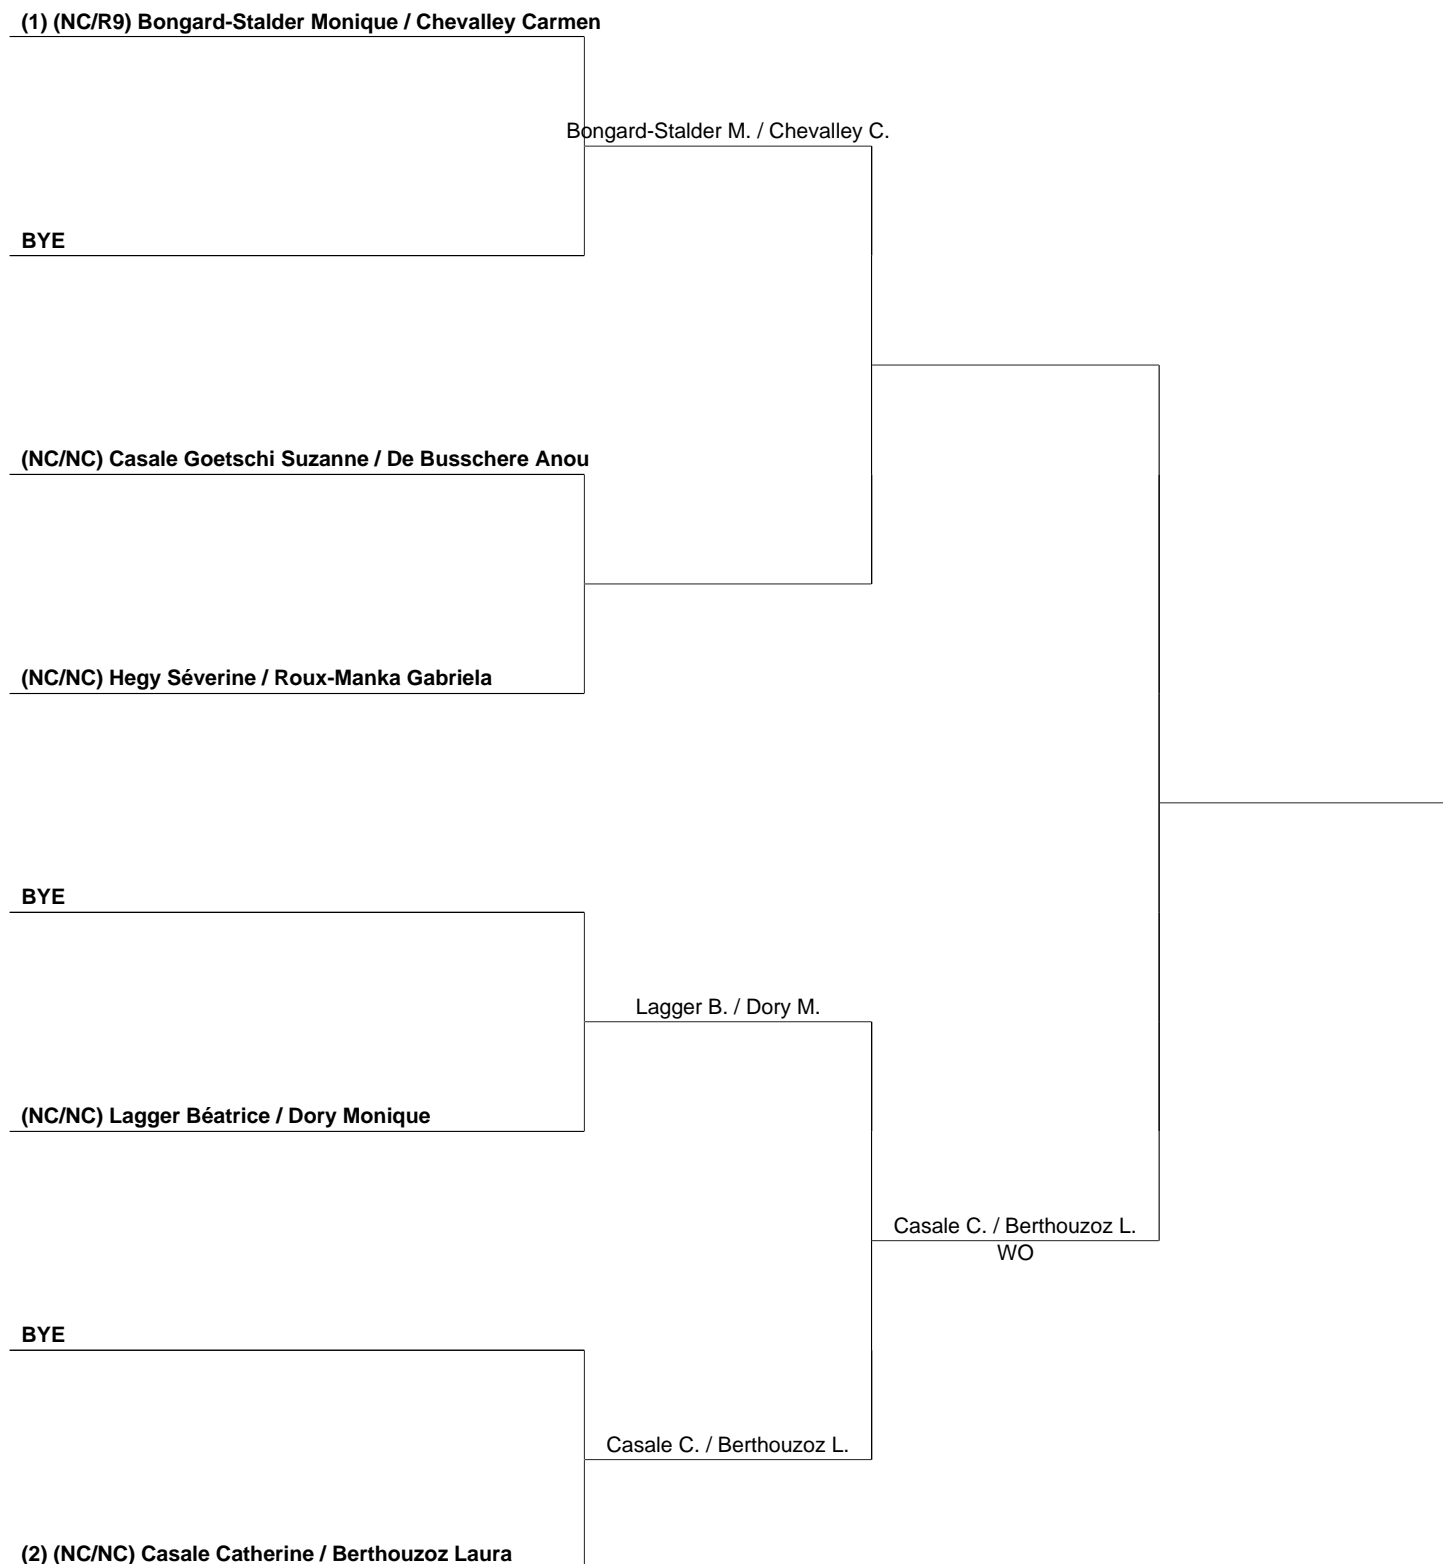 (1) (NC/R9) Bongard-Stalder Monique / Chevalley Carmen
Bongard-Stalder M. / Chevalley C.
BYE
(NC/NC) Casale Goetschi Suzanne / De Busschere Anou
(NC/NC) Hegy Séverine / Roux-Manka Gabriela
BYE
Lagger B. / Dory M.
(NC/NC) Lagger Béatrice / Dory Monique
Casale C. / Berthouzoz L.
WO
BYE
Casale C. / Berthouzoz L.
(2) (NC/NC) Casale Catherine / Berthouzoz Laura